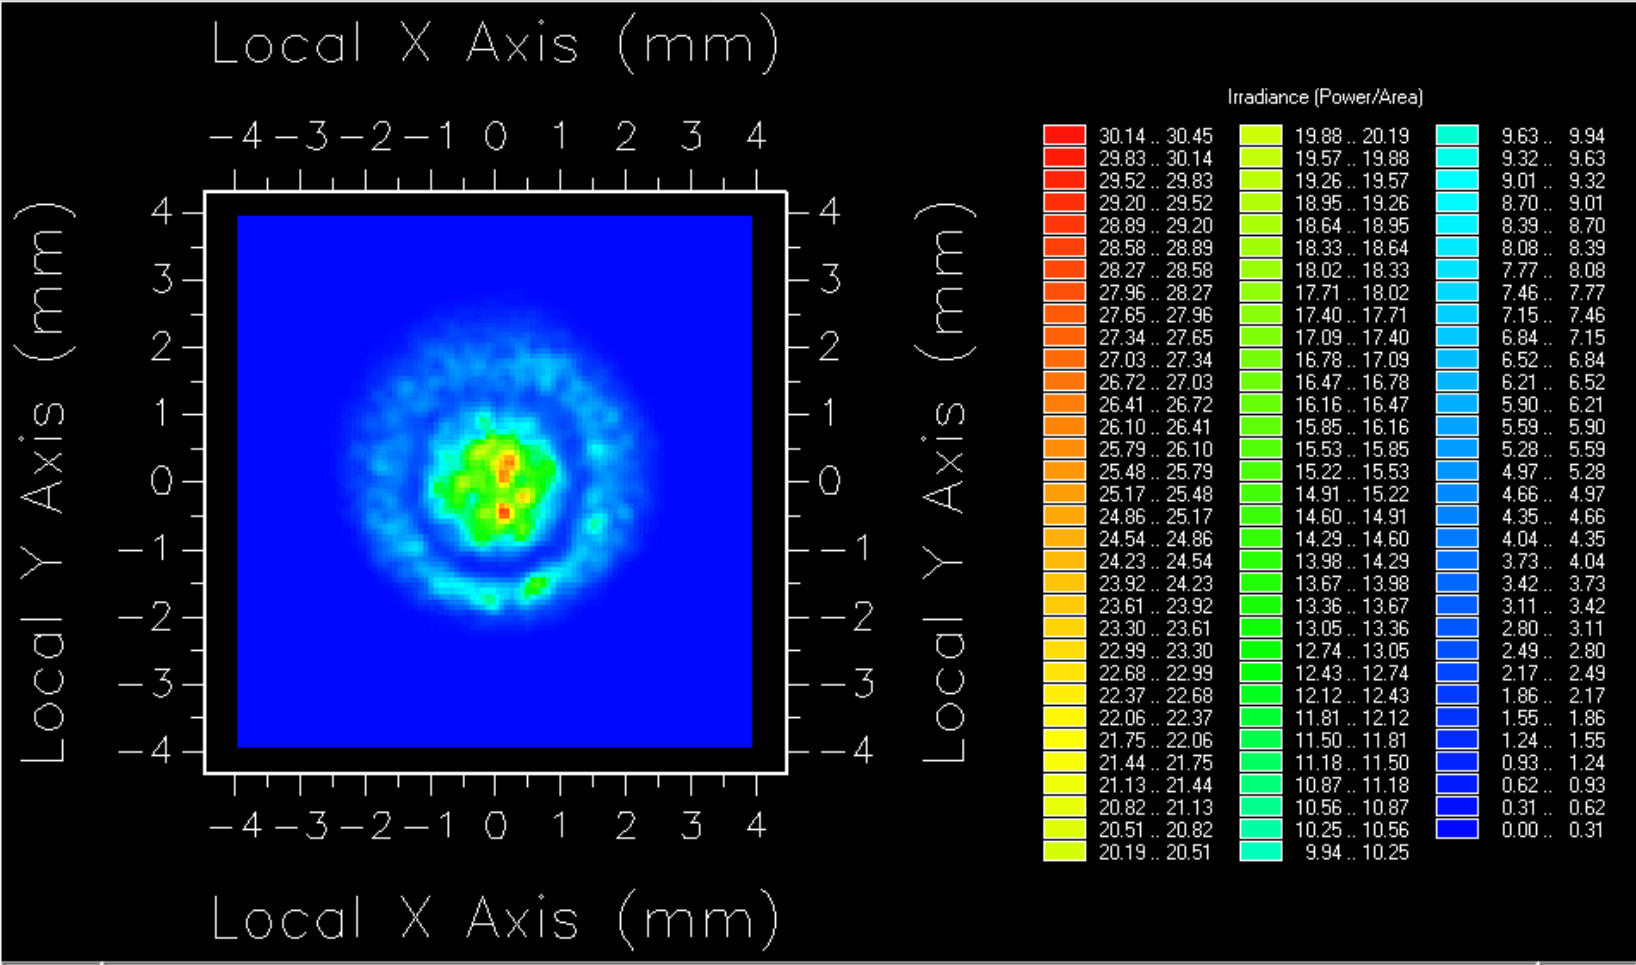 Local X Axis (mm)
Irradiance (Power/Area)
-4 -3 -2 -1 0 1 2 3 4
Local Y Axis (mm)
4 3 2 1 0 -1 -2 -3 -4
4 3 2 1 0 -1 -2 -3 -4
Local Y Axis (mm)
-4 -3 -2 -1 0 1 2 3 4
Local X Axis (mm)
30.14 .. 30.45
29.83 .. 30.14
29.52 .. 29.83
29.20 .. 29.52
28.89 .. 29.20
28.58 .. 28.89
28.27 .. 28.58
27.96 .. 28.27
27.65 .. 27.96
27.34 .. 27.65
27.03 .. 27.34
26.72 .. 27.03
26.41 .. 26.72
26.10 .. 26.41
25.79 .. 26.10
25.48 .. 25.79
25.17 .. 25.48
24.86 .. 25.17
24.54 .. 24.86
24.23 .. 24.54
23.92 .. 24.23
23.61 .. 23.92
23.30 .. 23.61
22.99 .. 23.30
22.68 .. 22.99
22.37 .. 22.68
22.06 .. 22.37
21.75 .. 22.06
21.44 .. 21.75
21.13 .. 21.44
20.82 .. 21.13
20.51 .. 20.82
20.19 .. 20.51
19.88 .. 20.19
19.57 .. 19.88
19.26 .. 19.57
18.95 .. 19.26
18.64 .. 18.95
18.33 .. 18.64
18.02 .. 18.33
17.71 .. 18.02
17.40 .. 17.71
17.09 .. 17.40
16.78 .. 17.09
16.47 .. 16.78
16.16 .. 16.47
15.85 .. 16.16
15.53 .. 15.85
15.22 .. 15.53
14.91 .. 15.22
14.60 .. 14.91
14.29 .. 14.60
13.98 .. 14.29
13.67 .. 13.98
13.36 .. 13.67
13.05 .. 13.36
12.74 .. 13.05
12.43 .. 12.74
12.12 .. 12.43
11.81 .. 12.12
11.50 .. 11.81
11.18 .. 11.50
10.87 .. 11.18
10.56 .. 10.87
10.25 .. 10.56
9.94 .. 10.25
9.63 .. 9.94
9.32 .. 9.63
9.01 .. 9.32
8.70 .. 9.01
8.39 .. 8.70
8.08 .. 8.39
7.77 .. 8.08
7.46 .. 7.77
7.15 .. 7.46
6.84 .. 7.15
6.52 .. 6.84
6.21 .. 6.52
5.90 .. 6.21
5.59 .. 5.90
5.28 .. 5.59
4.97 .. 5.28
4.66 .. 4.97
4.35 .. 4.66
4.04 .. 4.35
3.73 .. 4.04
3.42 .. 3.73
3.11 .. 3.42
2.80 .. 3.11
2.49 .. 2.80
2.17 .. 2.49
1.86 .. 2.17
1.55 .. 1.86
1.24 .. 1.55
0.93 .. 1.24
0.62 .. 0.93
0.31 .. 0.62
0.00 .. 0.31